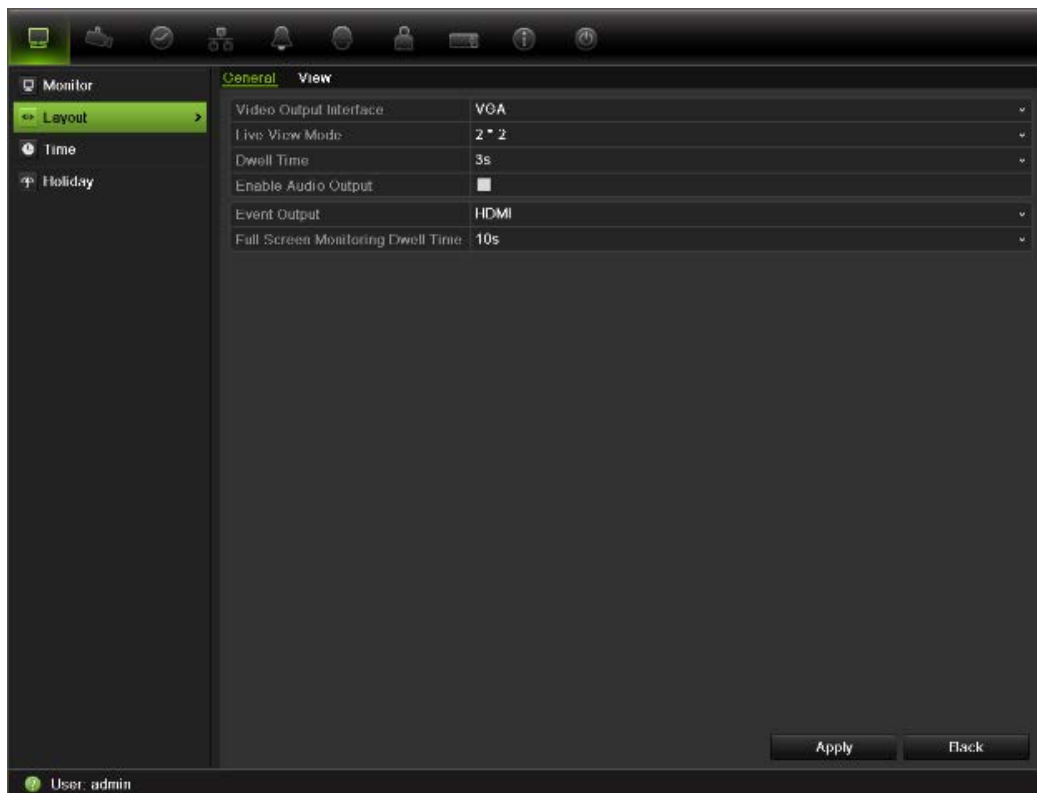 General View
Monitor
Layout
Time
Holiday
Video Output Interface VGA
Live View Mode 2 * 2
Dwell Time 3s
Enable Audio Output
Event Output HDMI
Full Screen Monitoring Dwell Time 10s
Apply Back
User: admin